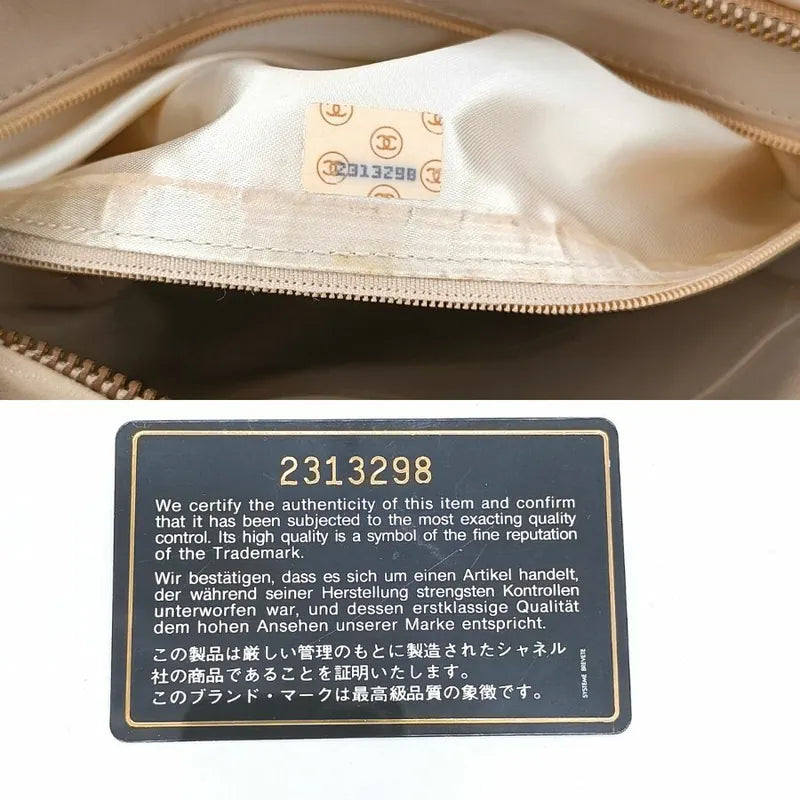 2313298
2313298
We certify the authenticity of this item and confirm
that it has been subjected to the most exacting quality
control. Its high quality is a symbol of the fine reputation
of the Trademark.
Wir bestätigen, dass es sich um einen Artikel handelt,
der während seiner Herstellung strengsten Kontrollen
unterworfen war, und dessen erstklassige Qualität
dem hohen Ansehen unserer Marke entspricht.
この製品は厳しい管理のもとに製造されたシャネル
社の商品であることを証明いたします。
このブランド・マークは最高級品質の象徴です。
SYSTEME BREVETE